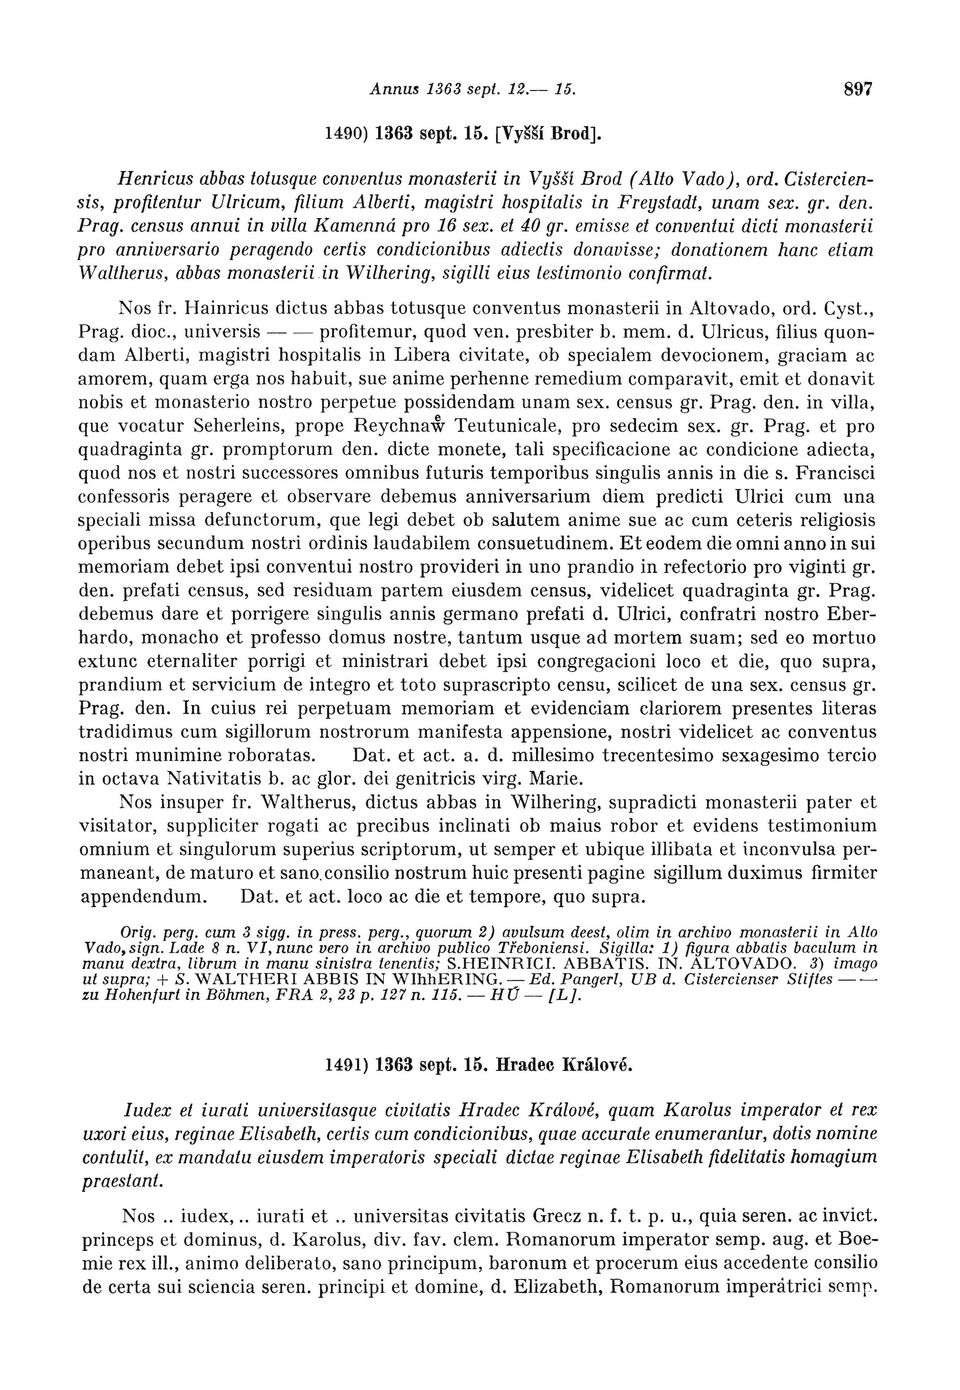 Annus 1363 sept. 12.— 15. 897
1490) 1363 sept. 15. [Vyšší Brod].
Henricus abbas totusque conventus monasterii in Vyšší Brod (Alto Vado), ord. Cistercien-
sis, profitentur Ulricum, filium Alberti, magistri hospitalis in Freystadt, unam sex. gr. den.
Prag. census annui in villa Kamenná pro 16 sex. et 40 gr. emisse et conventui dicti monasterii
pro anniversario peragendo certis condicionibus adiectis donavisse; donationem hanc etiam
Waltherus, abbas monasterii in Wilhering, sigilli eius testimonio confirmat.
Nos fr. Hainricus dictus abbas totusque conventus monasterii in Altovado, ord. Cyst.,
Prag. dioc., universis — — profitemur, quod ven. presbiter b. mem. d. Ulricus, filius quon-
dam Alberti, magistri hospitalis in Libera civitate, ob specialem devocionem, graciam ac
amorem, quam erga nos habuit, sue anime perhenne remedium comparavit, emit et donavit
nobis et monasterio nostro perpetue possidendam unam sex. census gr. Prag. den. in villa,
que vocatur Seherleins, prope Reychnawͤ Teutunicale, pro sedecim sex. gr. Prag. et pro
quadraginta gr. promptorum den. dicte monete, tali specificacione ac condicione adiecta,
quod nos et nostri successores omnibus futuris temporibus singulis annis in die s. Francisci
confessoris peragere et observare debemus anniversarium diem predicti Ulrici cum una
speciali missa defunctorum, que legi debet ob salutem anime sue ac cum ceteris religiosis
operibus secundum nostri ordinis laudabilem consuetudinem. Et eodem die omni anno in sui
memoriam debet ipsi conventui nostro provideri in uno prandio in refectorio pro viginti gr.
den. prefati census, sed residuam partem eiusdem census, videlicet quadraginta gr. Prag.
debemus dare et porrigere singulis annis germano prefati d. Ulrici, confratri nostro Eber-
hardo, monacho et professo domus nostre, tantum usque ad mortem suam; sed eo mortuo
extunc eternaliter porrigi et ministrari debet ipsi congregacioni loco et die, quo supra,
prandium et servicium de integro et toto suprascripto censu, scilicet de una sex. census gr.
Prag. den. In cuius rei perpetuam memoriam et evidenciam clariorem presentes literas
tradidimus cum sigillorum nostrorum manifesta appensione, nostri videlicet ac conventus
nostri munimine roboratas. Dat. et act. a. d. millesimo trecentesimo sexagesimo tercio
in octava Nativitatis b. ac glor. dei genitricis virg. Marie.
Nos insuper fr. Waltherus, dictus abbas in Wilhering, supradicti monasterii pater et
visitator, suppliciter rogati ac precibus inclinati ob maius robor et evidens testimonium
omnium et singulorum superius scriptorum, ut semper et ubique illibata et inconvulsa per-
maneant, de maturo et sano consilio nostrum huic presenti pagine sigillum duximus firmiter
appendendum. Dat. et act. loco ac die et tempore, quo supra.
Orig. perg. cum 3 sigg. in press. perg., quorum 2) avulsum deest, olim in archivo monasterii in Alto
Vado, sign. Lade 8 n. VI, nunc vero in archivo publico Třeboniensi. Sigilla: 1) figura abbatis baculum in
manu dextra, librum in manu sinistra tenentis; S.HEINRICI. ABBATIS. IN. ALTOVADO. 3) imago
ut supra; + S. WALTHERI ABBIS IN WIhhERING. — Ed. Pangerl, UB d. Cistercienser Stiftes — —
zu Hohenfurt in Böhmen, FRA 2, 23 p. 127 n. 115. — HÚ — [L].
1491) 1363 sept. 15. Hradec Králové.
Iudex et iurati universitasque civitatis Hradec Králové, quam Karolus imperator et rex
uxori eius, reginae Elisabeth, certis cum condicionibus, quae accurate enumerantur, dotis nomine
contulit, ex mandatu eiusdem imperatoris speciali dictae reginae Elisabeth fidelitatis homagium
praestant.
Nos .. iudex, .. iurati et .. universitas civitatis Grecz n. f. t. p. u., quia seren. ac invict.
princeps et dominus, d. Karolus, div. fav. clem. Romanorum imperator semp. aug. et Boe-
mie rex ill., animo deliberato, sano principum, baronum et procerum eius accedente consilio
de certa sui sciencia seren. principi et domine, d. Elizabeth, Romanorum imperátrici semp.